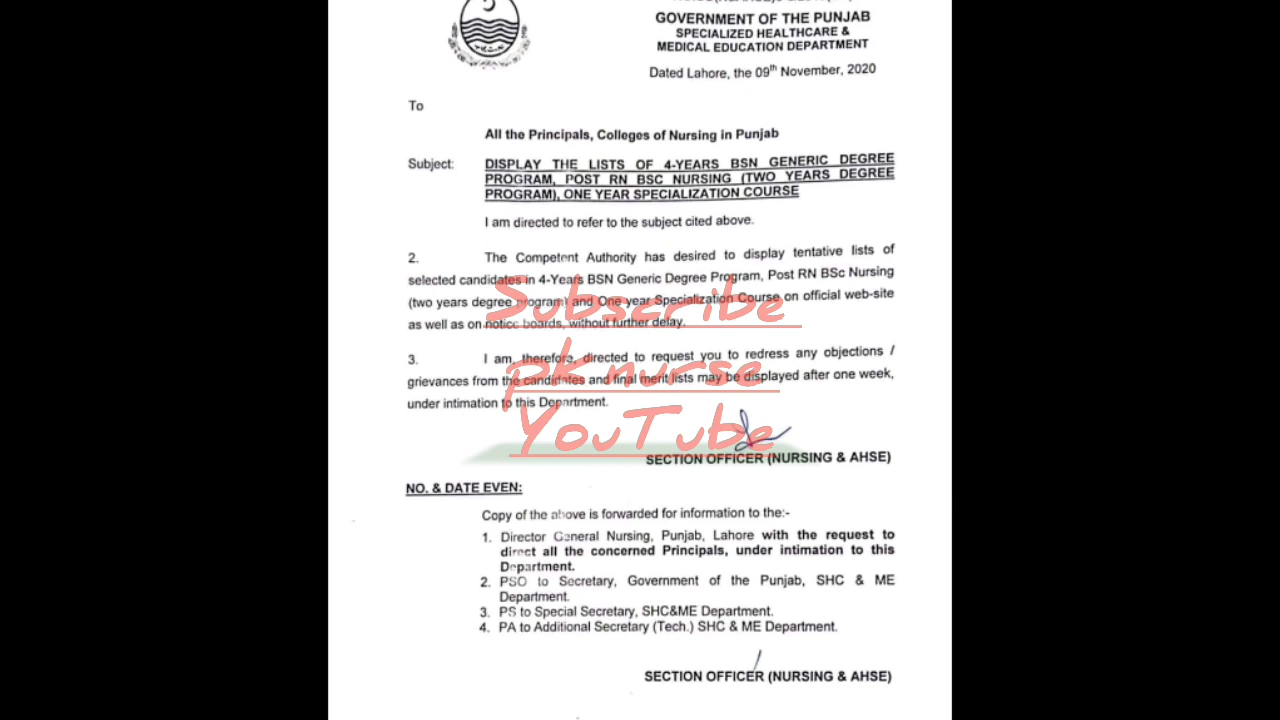 GOVERNMENT OF THE PUNJAB
SPECIALIZED HEALTHCARE &
MEDICAL EDUCATION DEPARTMENT
Dated Lahore, the 09th November, 2020
To
All the Principals, Colleges of Nursing in Punjab
Subject: DISPLAY THE LISTS OF 4-YEARS BSN GENERIC DEGREE
PROGRAM, POST RN BSC NURSING (TWO YEARS DEGREE
PROGRAM), ONE YEAR SPECIALIZATION COURSE
I am directed to refer to the subject cited above.
2. The Competent Authority has desired to display tentative lists of
selected candidates in 4-Years BSN Generic Degree Program, Post RN BSc Nursing
(two years degree program) and One year Specialization Course on official web-site
as well as on notice boards, without further delay.
3. I am, therefore, directed to request you to redress any objections /
grievances from the candidates and final merit lists may be displayed after one week,
under intimation to this Department.
Subscribe
pk nurse
YouTube
SECTION OFFICER (NURSING & AHSE)
NO. & DATE EVEN:
Copy of the above is forwarded for information to the:-
1. Director General Nursing, Punjab, Lahore with the request to
direct all the concerned Principals, under intimation to this
Department.
2. PSO to Secretary, Government of the Punjab, SHC & ME
Department.
3. PS to Special Secretary, SHC&ME Department.
4. PA to Additional Secretary (Tech.) SHC & ME Department.
SECTION OFFICER (NURSING & AHSE)